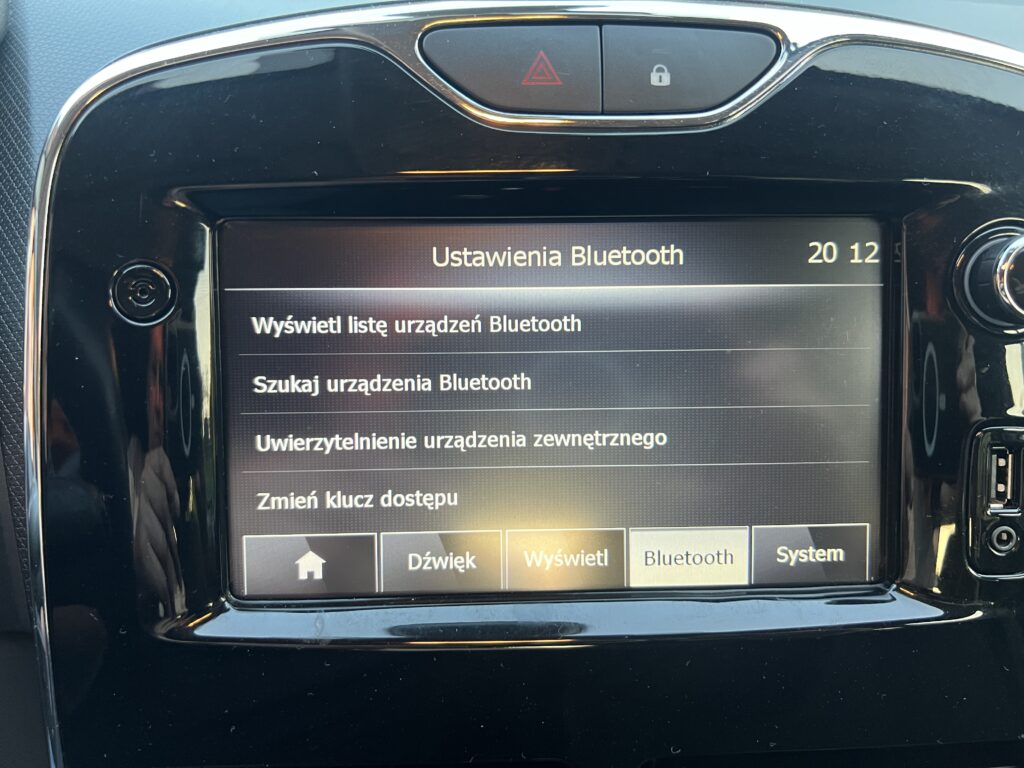 Ustawienia Bluetooth 20 12
Wyświetl listę urządzeń Bluetooth
Szukaj urządzenia Bluetooth
Uwierzytelnienie urządzenia zewnętrznego
Zmień klucz dostępu
Dźwięk Wyświetl Bluetooth System